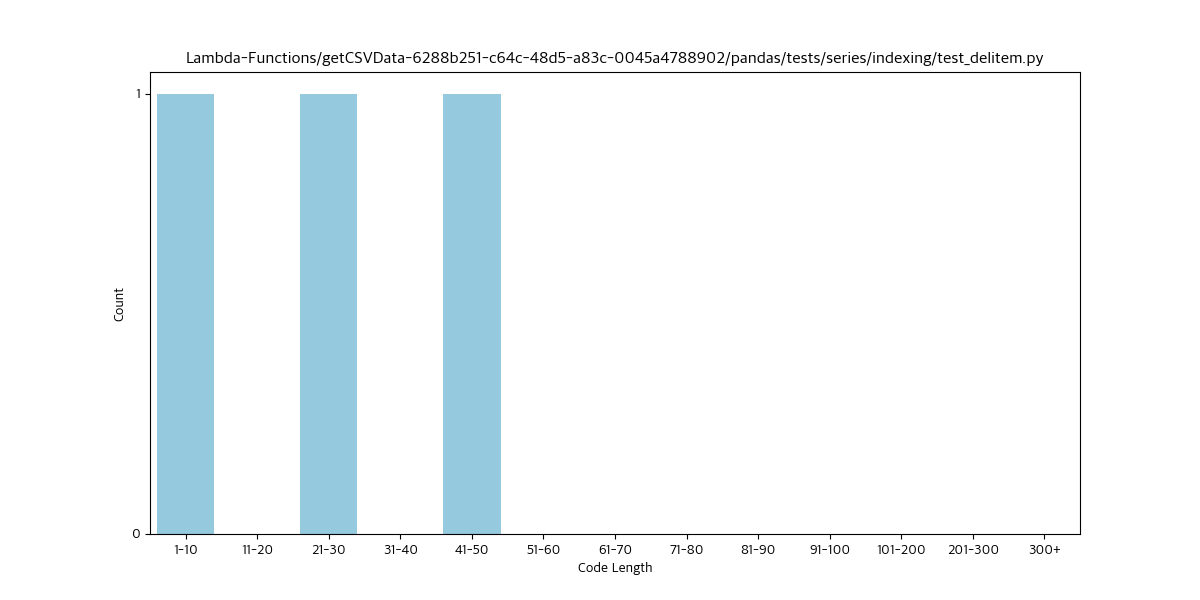 Lambda-Functions/getCSVData-6288b251-c64c-48d5-a83c-0045a4788902/pandas/tests/series/indexing/test_delitem.py
1
Count
0
1-10 11-20 21-30 31-40 41-50 51-60 61-70 71-80 81-90 91-100 101-200 201-300 300+
Code Length